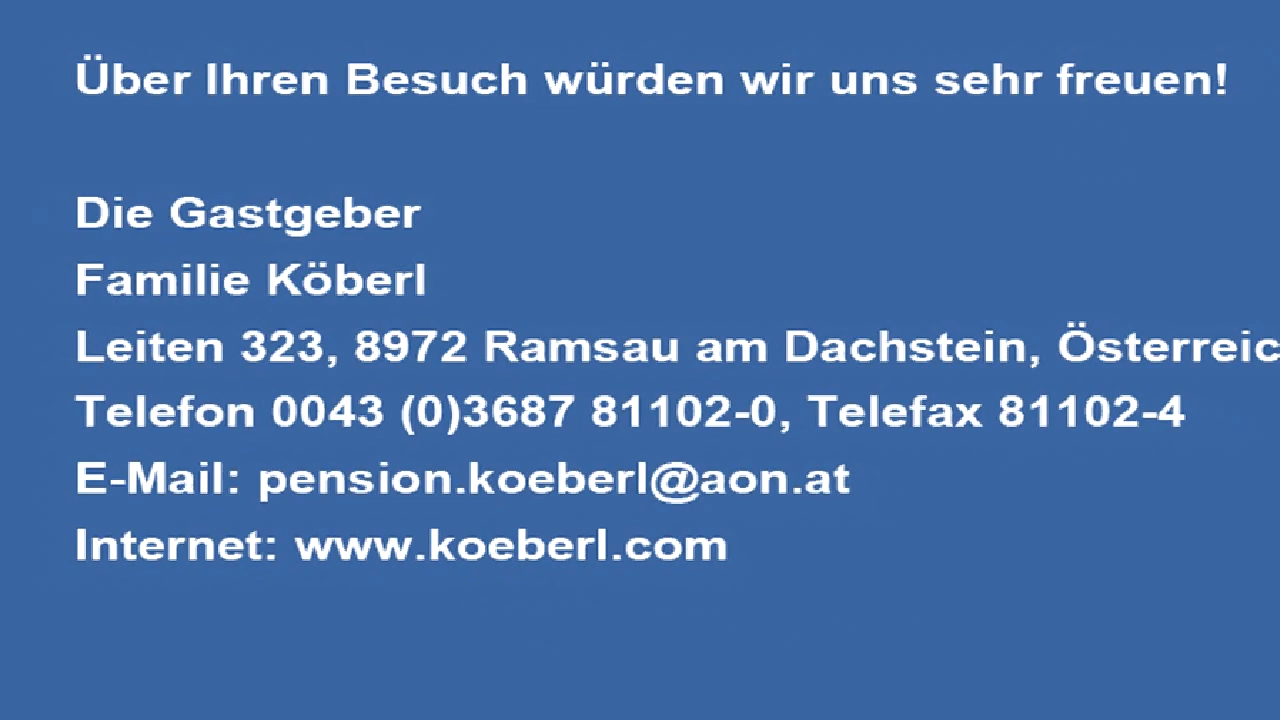 Über Ihren Besuch würden wir uns sehr freuen!
Die Gastgeber
Familie Köberl
Leiten 323, 8972 Ramsau am Dachstein, Österreic
Telefon 0043 (0)3687 81102-0, Telefax 81102-4
E-Mail: pension.koeberl@aon.at
Internet: www.koeberl.com